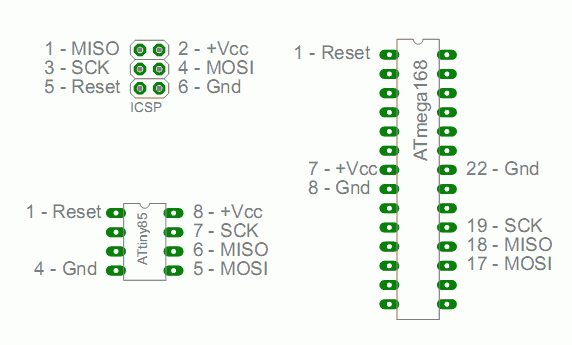 1 - MISO 2 - +Vcc
3 - SCK 4 - MOSI
5 - Reset 6 - Gnd
ICSP
1 - Reset 8 - +Vcc
7 - SCK
6 - MISO
4 - Gnd 5 - MOSI
ATtiny85
1 - Reset
ATmega168
7 - +Vcc 22 - Gnd
8 - Gnd
19 - SCK
18 - MISO
17 - MOSI